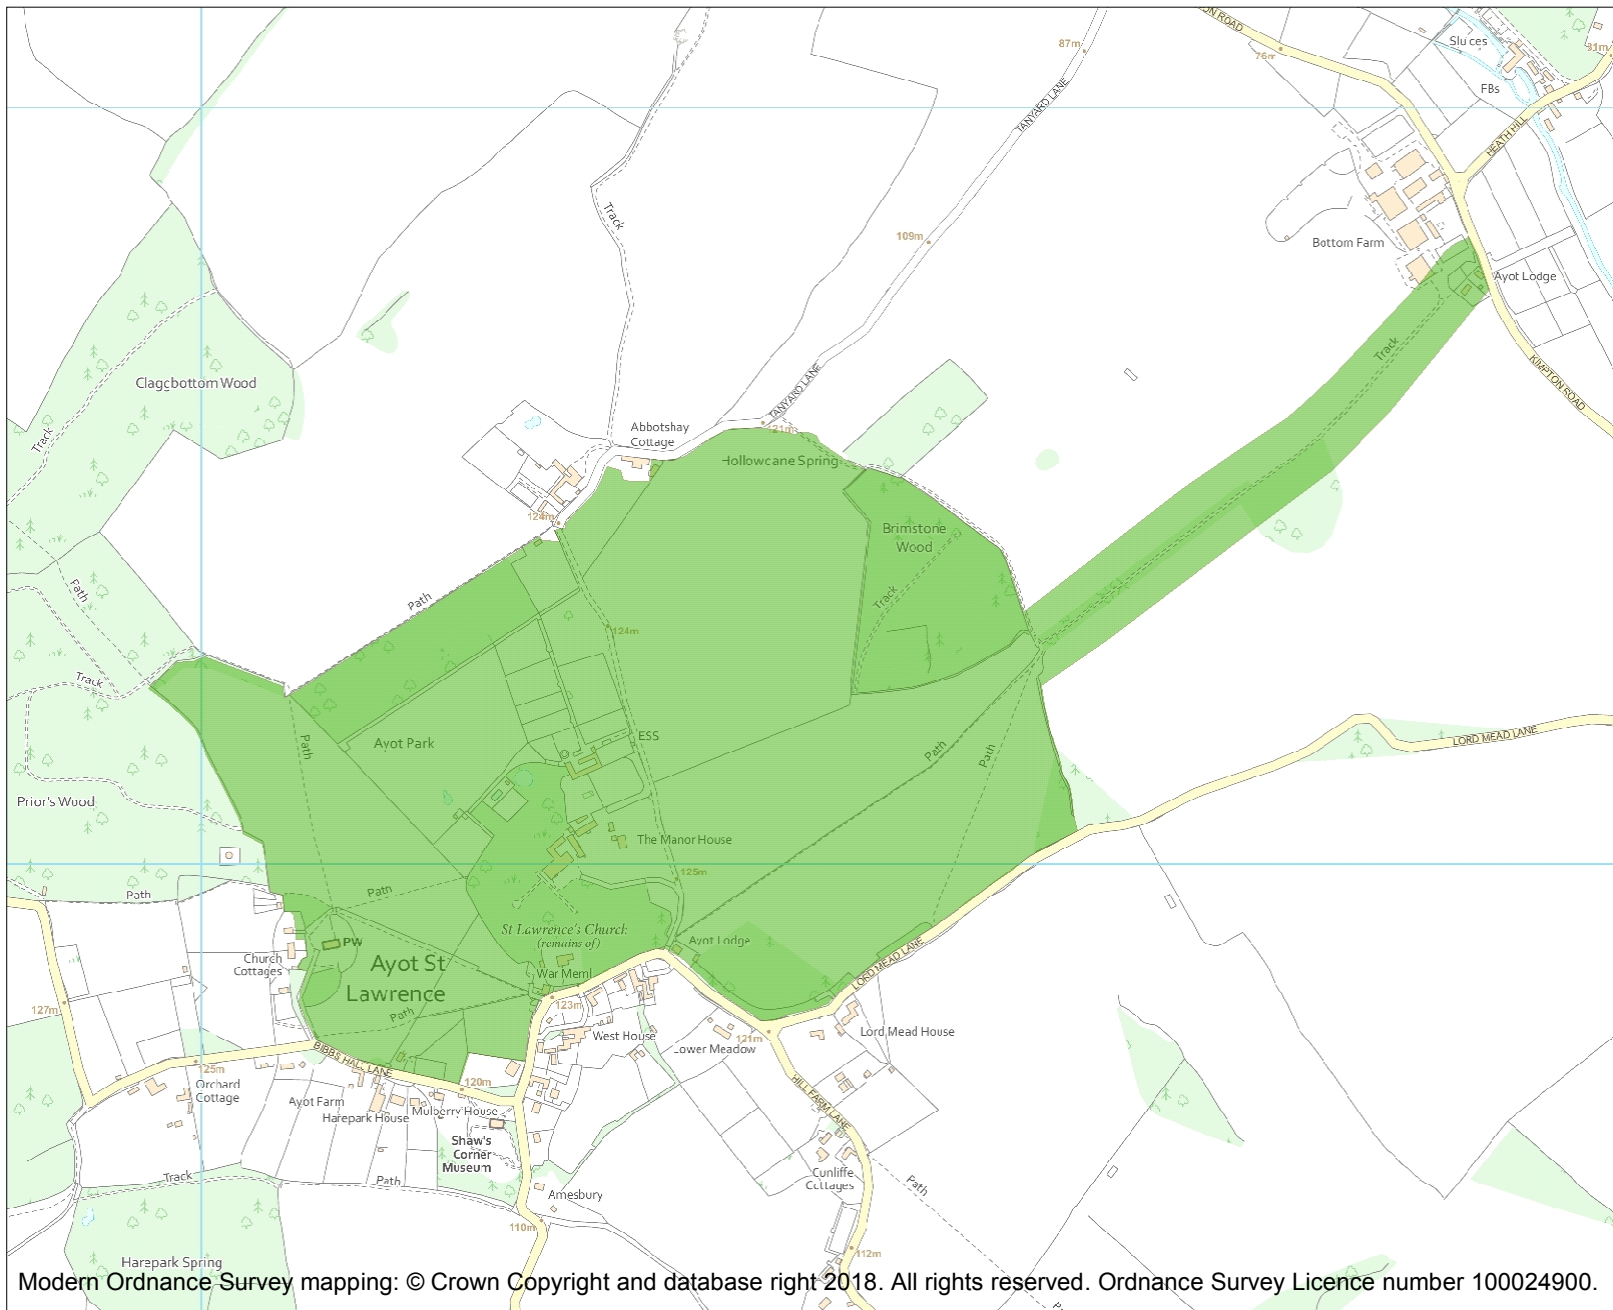 ON ROAD
87m
76m
Sluices
31m
FBs
TANYARD LANE
HEATH HILL
Track
109m
Bottom Farm
Ayot Lodge
Track
KIMPTON ROAD
Claggbottom Wood
Track
TANYARD LANE
121m
Abbotshay
Cottage
Hollowcane Spring
124m
Brimstone
Wood
Track
Path
Path
124m
Track
Path
Ayot Park
ESS
Path
Path
LORD MEAD LANE
Prior's Wood
The Manor House
125m
Path
Path
St Lawrence's Church
(remains of)
PW
Ayot Lodge
Church
Cottages
Ayot St
Lawrence
War Meml
LORD MEAD LANE
123m
Path
127m
West House
Lower Meadow
121m
Lord Mead House
BIBBS HALL LANE
125m
120m
Orchard
Cottage
Ayot Farm
Harepark House
Mulberry House
HILL FARM LANE
Shaw's
Corner
Museum
Cunliffe
Cottages
Track
Path
Path
Amesbury
110m
112m
Harepark Spring
Modern Ordnance Survey mapping: © Crown Copyright and database right 2018. All rights reserved. Ordnance Survey Licence number 100024900.